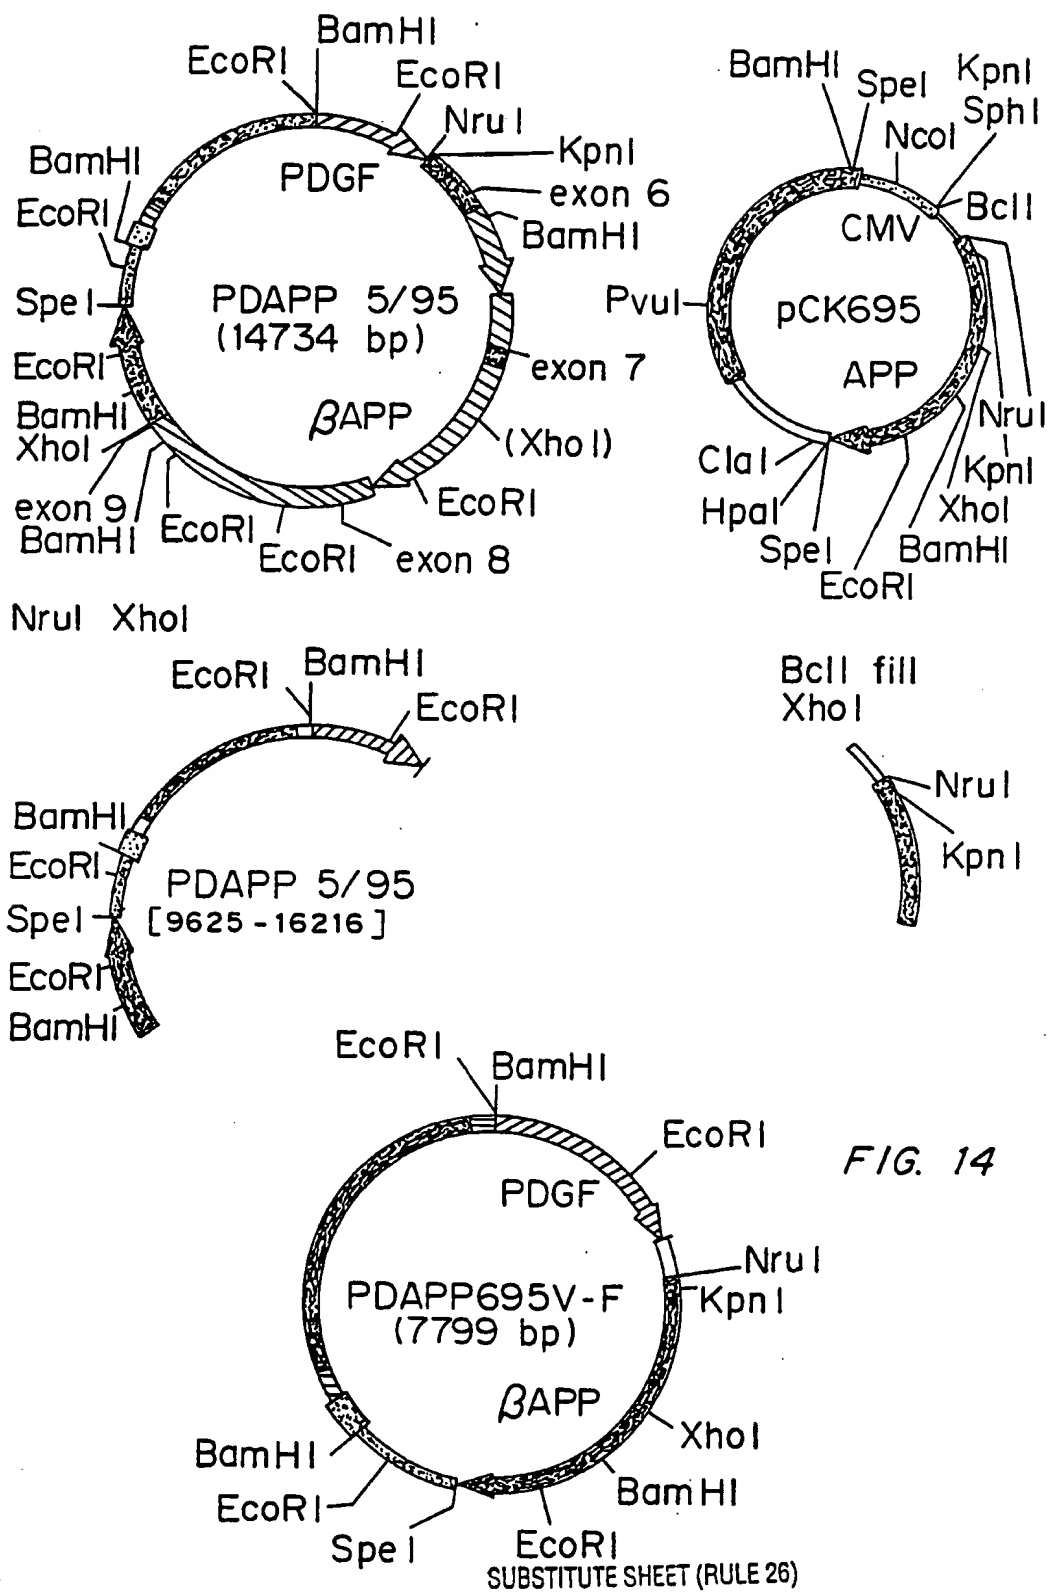 BamHI
EcoRI
EcoRI
NruI
KpnI
BamHI
PDGF
exon 6
EcoRI
BamHI
SpeI
PDAPP 5/95
(14734 bp)
EcoRI
exon 7
BamHI
βAPP
XhoI
(XhoI)
exon 9
BamHI
EcoRI
EcoRI
EcoRI
exon 8
BamHI
SpeI
KpnI
SphI
NcoI
BclI
CMV
PvuI
pCK695
APP
NruI
ClaI
KpnI
HpaI
XhoI
SpeI
BamHI
EcoRI
NruI XhoI
EcoRI
BamHI
EcoRI
BamHI
EcoRI
PDAPP 5/95
SpeI
[9625-16216]
EcoRI
BamHI
BclI fill
XhoI
NruI
KpnI
EcoRI
BamHI
EcoRI
FIG. 14
PDGF
NruI
PDAPP695V-F
KpnI
(7799 bp)
βAPP
XhoI
BamHI
BamHI
EcoRI
SpeI
EcoRI
SUBSTITUTE SHEET (RULE 26)